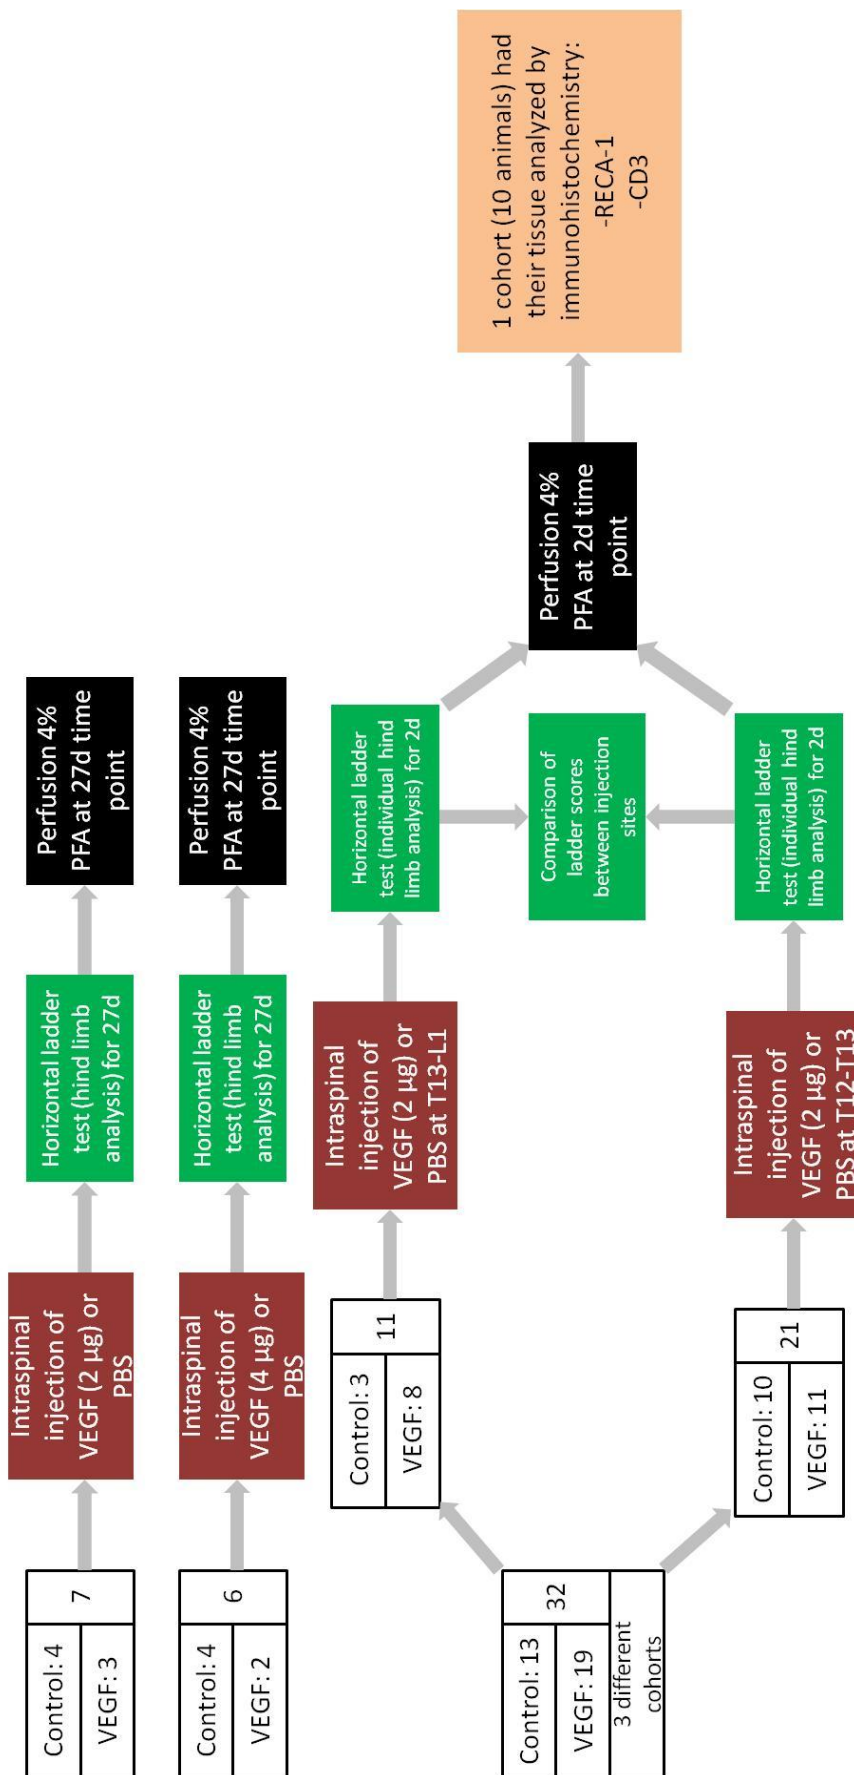 Control: 4
VEGF: 3
7
Intraspinal
injection of
VEGF (2 µg) or
PBS
Horizontal ladder
test (hind limb
analysis) for 27d
Perfusion 4%
PFA at 27d time
point
Control: 4
VEGF: 2
6
Intraspinal
injection of
VEGF (4 µg) or
PBS
Horizontal ladder
test (hind limb
analysis) for 27d
Perfusion 4%
PFA at 27d time
point
Control: 13
VEGF: 19
32
3 different
cohorts
Control: 3
VEGF: 8
11
Intraspinal
injection of
VEGF (2 µg) or
PBS at T13-L1
Horizontal ladder
test (individual hind
limb analysis) for 2d
Control: 10
VEGF: 11
21
Intraspinal
injection of
VEGF (2 µg) or
PBS at T12-T13
Horizontal ladder
test (individual hind
limb analysis) for 2d
Comparison of
ladder scores
between injection
sites
Perfusion 4%
PFA at 2d time
point
1 cohort (10 animals) had
their tissue analyzed by
immunohistochemistry:
-RECA-1
-CD3